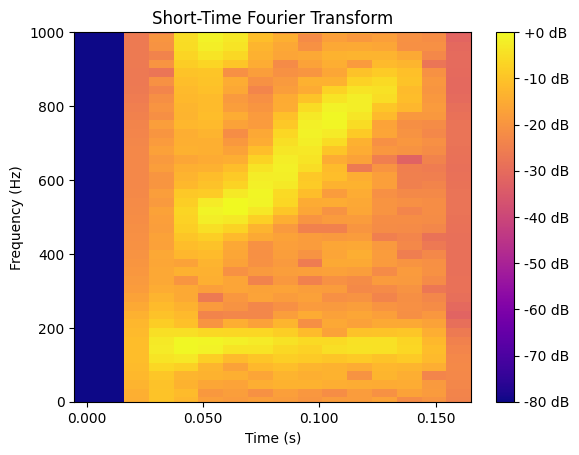 Short-Time Fourier Transform
1000
800
600
400
200
0
Frequency (Hz)
0.000
0.050
0.100
0.150
Time (s)
+0 dB
-10 dB
-20 dB
-30 dB
-40 dB
-50 dB
-60 dB
-70 dB
-80 dB